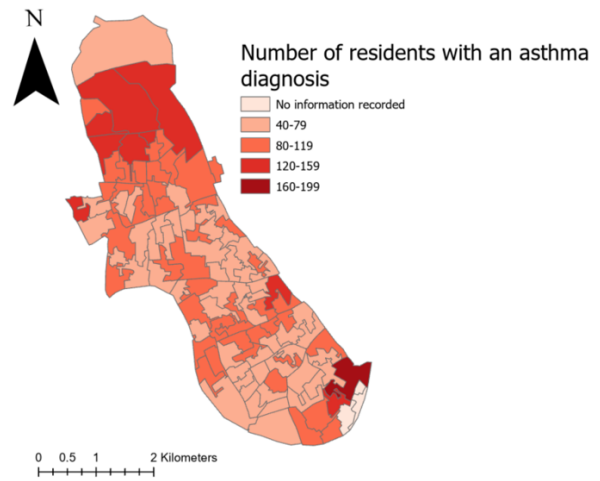 N
Number of residents with an asthma
diagnosis
No information recorded
40-79
80-119
120-159
160-199
0 0.5 1 2 Kilometers